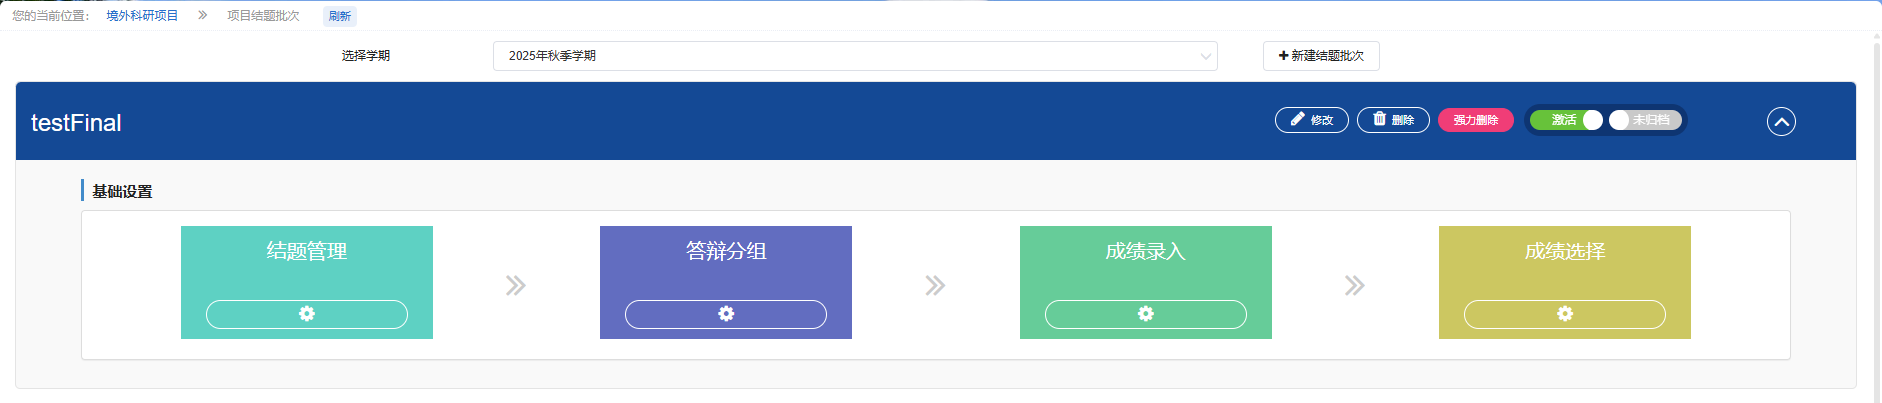 您的当前位置： 境外科研项目 » 项目结题批次 刷新
选择学期 2025年秋季学期 新建结题批次
testFinal 修改 删除 强力删除 激活 未归档
基础设置
结题管理 答辩分组 成绩录入 成绩选择